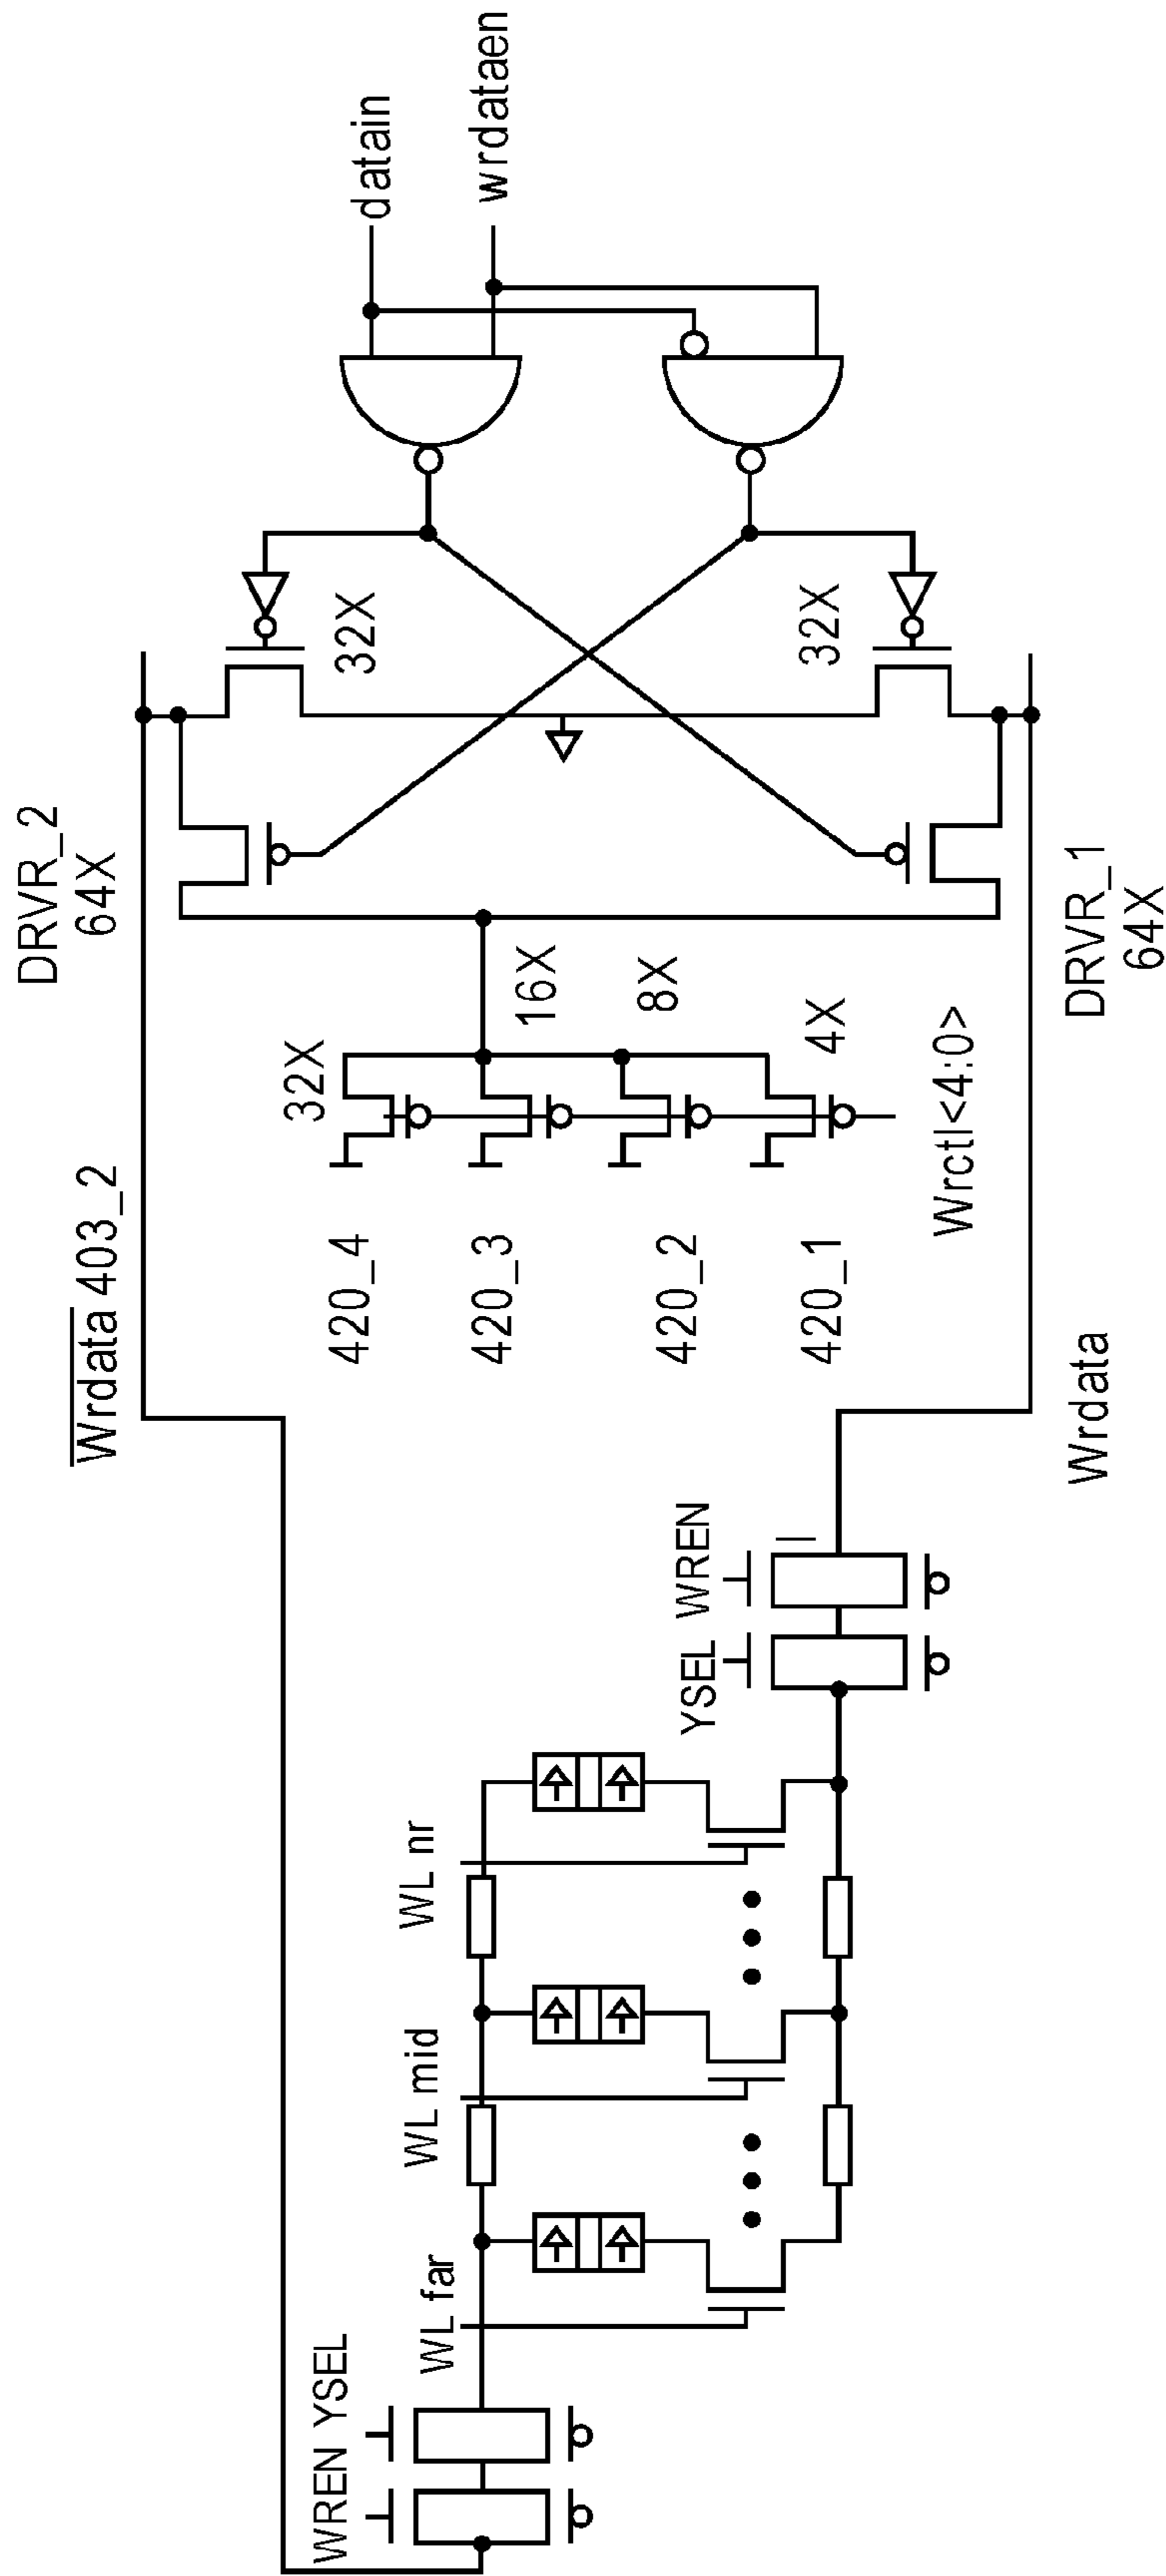 datain
wrdataen
32X
32X
DRVR_2
64X
DRVR_1
64X
16X
8X
4X
32X
Wrctl<4:0>
W̅r̅d̅a̅t̅a̅ 403_2
420_4
420_3
420_2
420_1
Wrdata
WREN
YSEL
WL nr
WL mid
WL far
WREN YSEL